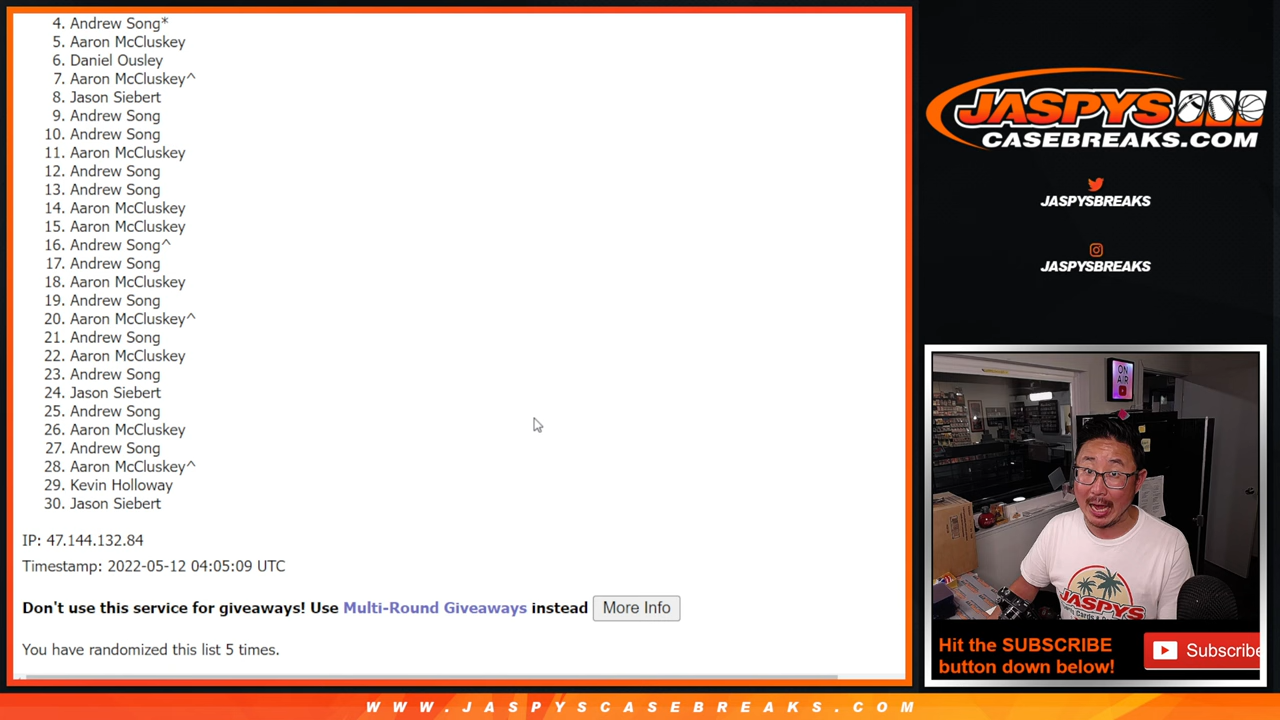 4. Andrew Song*
5. Aaron McCluskey
6. Daniel Ousley
7. Aaron McCluskey^
8. Jason Siebert
9. Andrew Song
10. Andrew Song
11. Aaron McCluskey
12. Andrew Song
13. Andrew Song
14. Aaron McCluskey
15. Aaron McCluskey
16. Andrew Song^
17. Andrew Song
18. Aaron McCluskey
19. Andrew Song
20. Aaron McCluskey^
21. Andrew Song
22. Aaron McCluskey
23. Andrew Song
24. Jason Siebert
25. Andrew Song
26. Aaron McCluskey
27. Andrew Song
28. Aaron McCluskey^
29. Kevin Holloway
30. Jason Siebert
IP: 47.144.132.84
Timestamp: 2022-05-12 04:05:09 UTC
Don't use this service for giveaways! Use Multi-Round Giveaways instead More Info
You have randomized this list 5 times.
JASPYS
CASEBREAKS.COM
JASPYSBREAKS
JASPYSBREAKS
ON
AIR
JASPYS
Hit the SUBSCRIBE
button down below!
Subscribe
WWW.JASPYSCASEBREAKS.COM